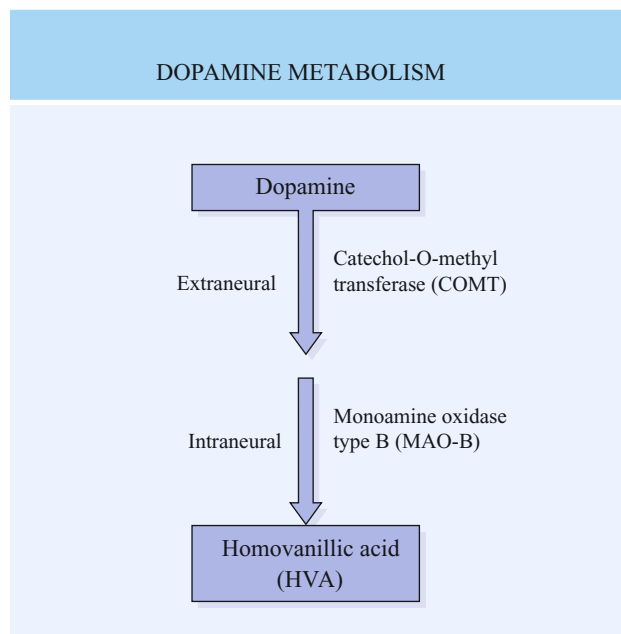 DOPAMINE METABOLISM
Dopamine
Extraneural
Catechol-O-methyl
transferase (COMT)
Intraneural
Monoamine oxidase
type B (MAO-B)
Homovanillic acid
(HVA)